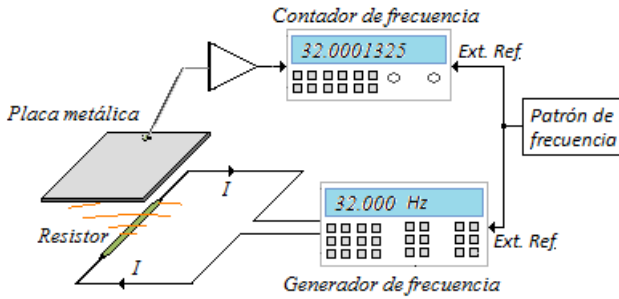 Contador de frecuencia
32.0001325
Ext. Ref.
Placa metálica
Patrón de
frecuencia
I
32.000 Hz
Resistor
Ext. Ref.
I
Generador de frecuencia